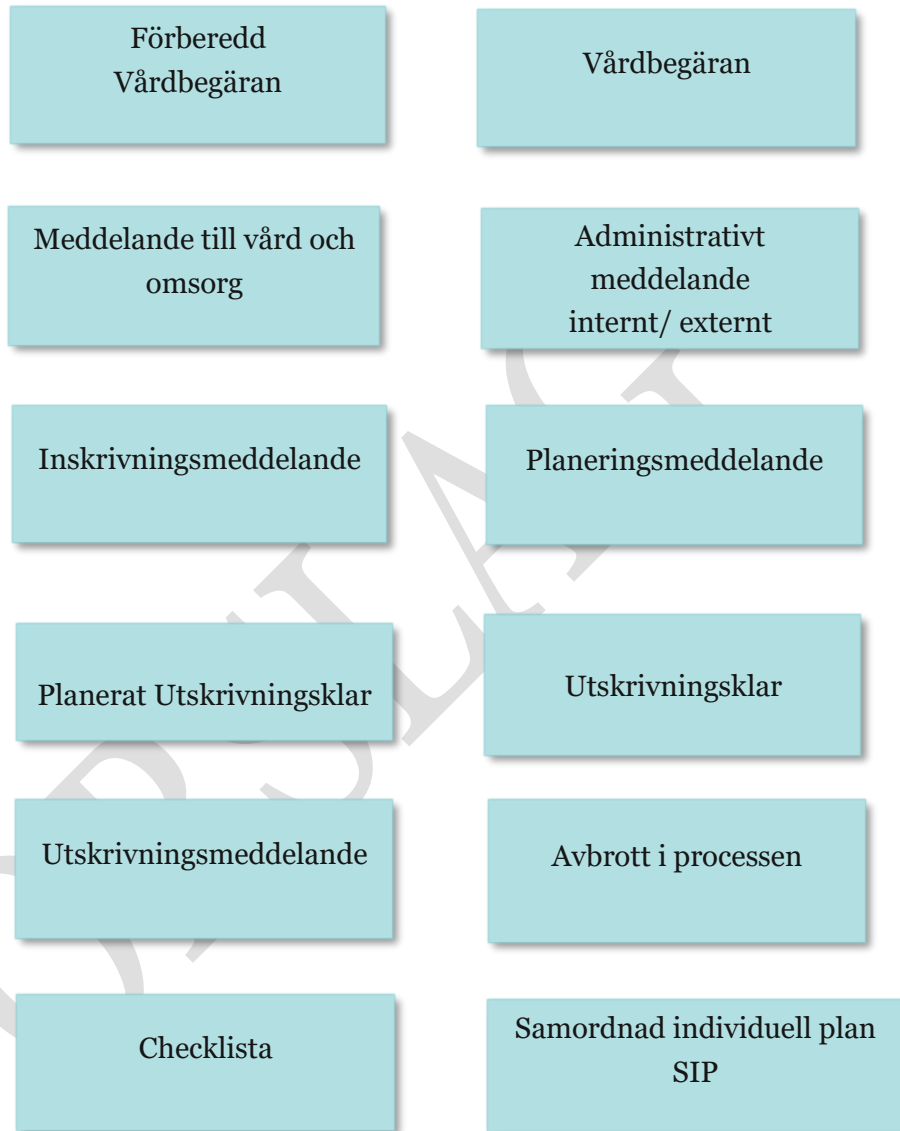 Förberedd
Vårdbegäran
Vårdbegäran
Meddelande till vård och
omsorg
Administrativt
meddelande
internt/ externt
Inskrivningsmeddelande
Planeringsmeddelande
Planerat Utskrivningsklar
Utskrivningsklar
Utskrivningsmeddelande
Avbrott i processen
Checklista
Samordnad individuell plan
SIP